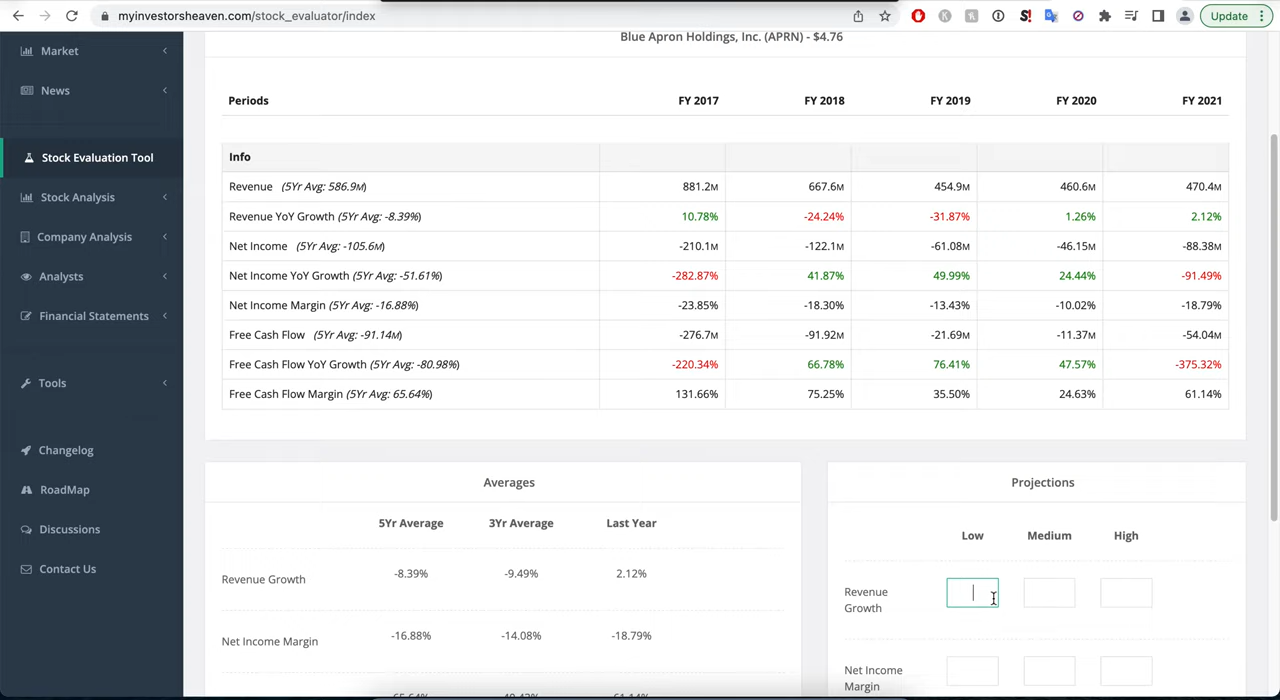 myinvestorsheaven.com/stock_evaluator/index
Update
Market
News
Stock Evaluation Tool
Stock Analysis
Company Analysis
Analysts
Financial Statements
Tools
Changelog
RoadMap
Discussions
Contact Us
Blue Apron Holdings, Inc. (APRN) - $4.76
Periods FY 2017 FY 2018 FY 2019 FY 2020 FY 2021
Info
Revenue (5Yr Avg: 586.9M) 881.2M 667.6M 454.9M 460.6M 470.4M
Revenue YoY Growth (5Yr Avg: -8.39%) 10.78% -24.24% -31.87% 1.26% 2.12%
Net Income (5Yr Avg: -105.6M) -210.1M -122.1M -61.08M -46.15M -88.38M
Net Income YoY Growth (5Yr Avg: -51.61%) -282.87% 41.87% 49.99% 24.44% -91.49%
Net Income Margin (5Yr Avg: -16.88%) -23.85% -18.30% -13.43% -10.02% -18.79%
Free Cash Flow (5Yr Avg: -91.14M) -276.7M -91.92M -21.69M -11.37M -54.04M
Free Cash Flow YoY Growth (5Yr Avg: -80.98%) -220.34% 66.78% 76.41% 47.57% -375.32%
Free Cash Flow Margin (5Yr Avg: 65.64%) 131.66% 75.25% 35.50% 24.63% 61.14%
Averages
5Yr Average 3Yr Average Last Year
Revenue Growth -8.39% -9.49% 2.12%
Net Income Margin -16.88% -14.08% -18.79%
Projections
Low Medium High
Revenue
Growth
Net Income
Margin